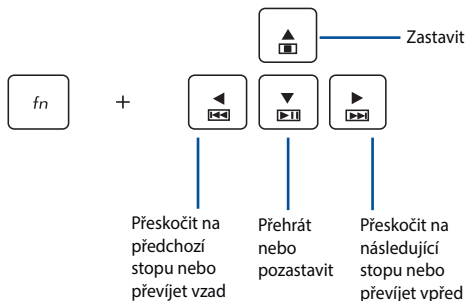 Zastavit
fn +
Přeskočit na
předchozí
stopu nebo
převíjet vzad
Přehrát
nebo
pozastavit
Přeskočit na
následující
stopu nebo
převíjet vpřed